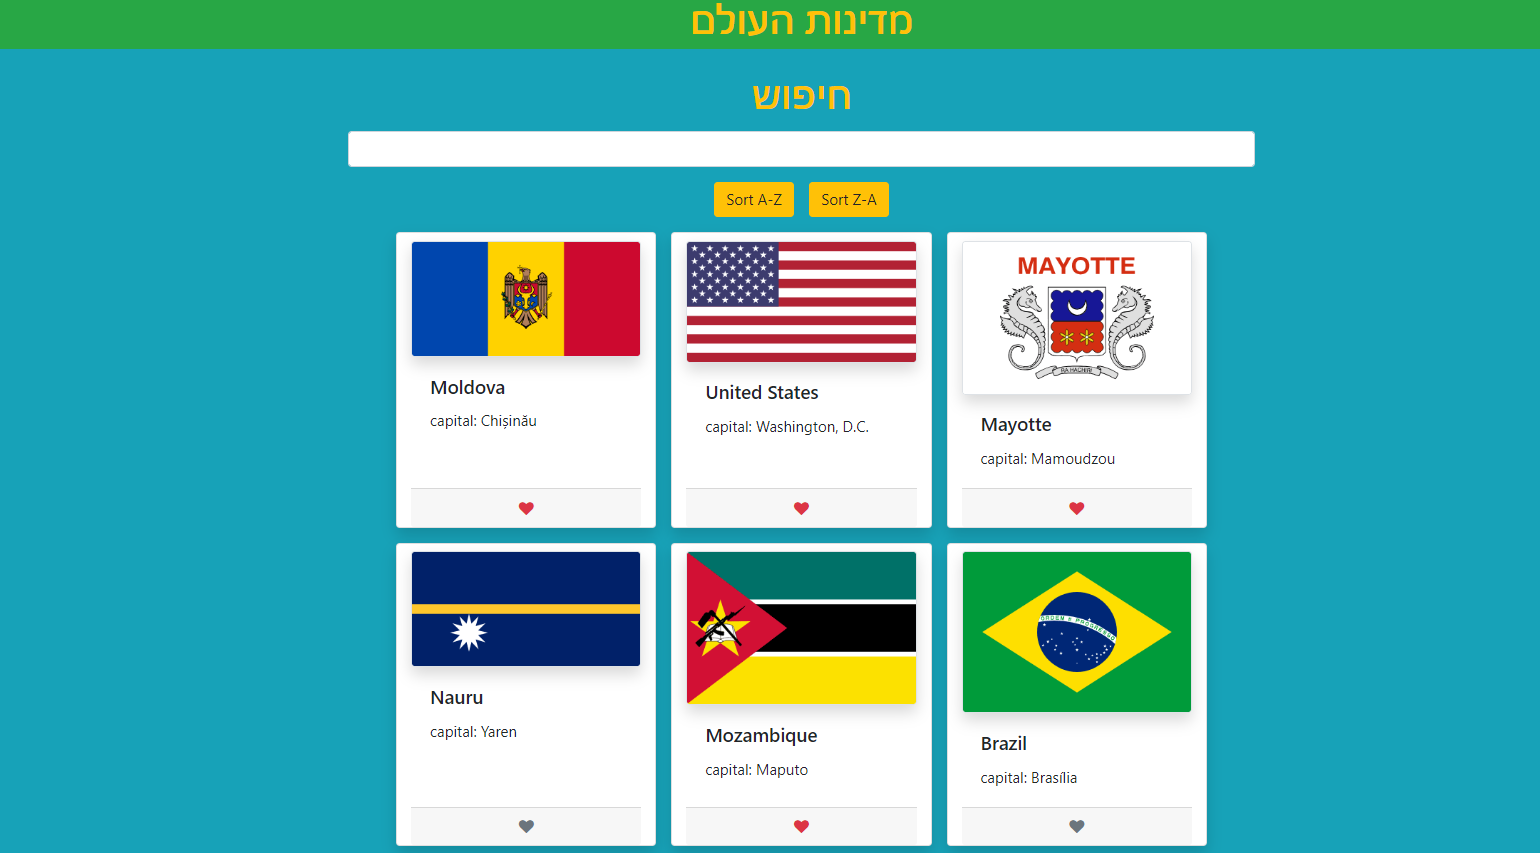 מדינות העולם
חיפוש
Sort A-Z
Sort Z-A
Moldova
capital: Chișinău
United States
capital: Washington, D.C.
MAYOTTE
RA HACHIRI
Mayotte
capital: Mamoudzou
Nauru
capital: Yaren
Mozambique
capital: Maputo
ORDEM E PROGRESSO
Brazil
capital: Brasília